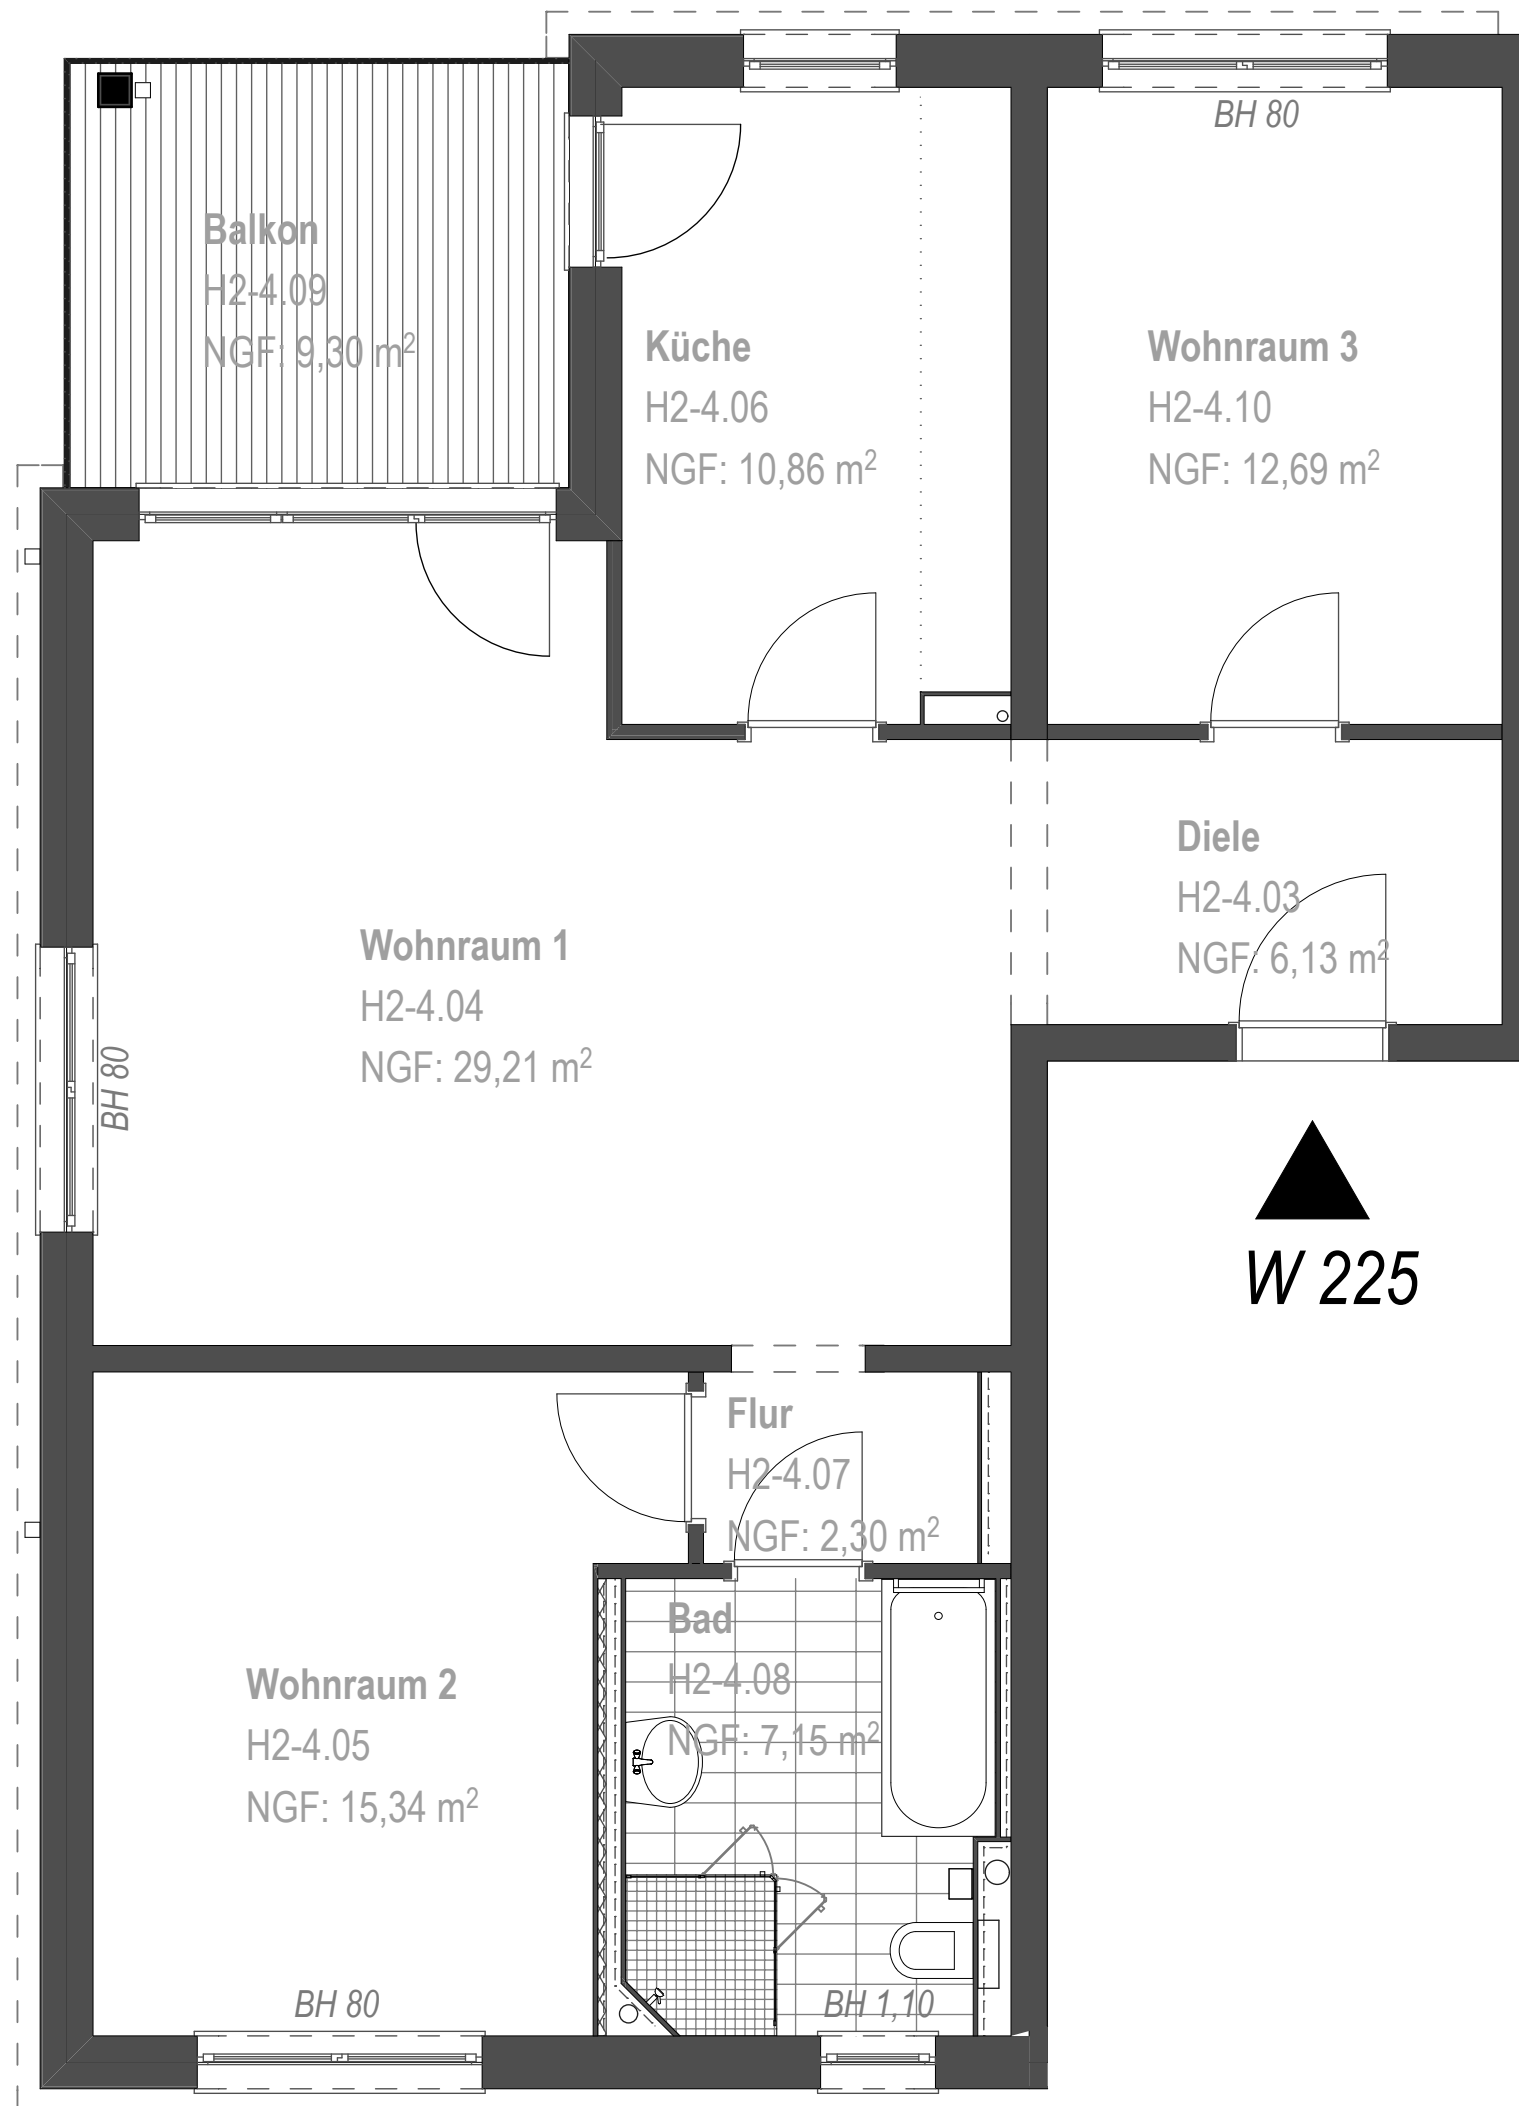 BH 80
Balkon
H2-4.09
NGF: 9,30 m²
Küche
H2-4.06
NGF: 10,86 m²
Wohnraum 3
H2-4.10
NGF: 12,69 m²
Diele
H2-4.03
NGF: 6,13 m²
Wohnraum 1
H2-4.04
NGF: 29,21 m²
BH 80
W 225
Flur
H2-4.07
NGF: 2,30 m²
Bad
H2-4.08
NGF: 7,15 m²
Wohnraum 2
H2-4.05
NGF: 15,34 m²
BH 80
BH 1,10